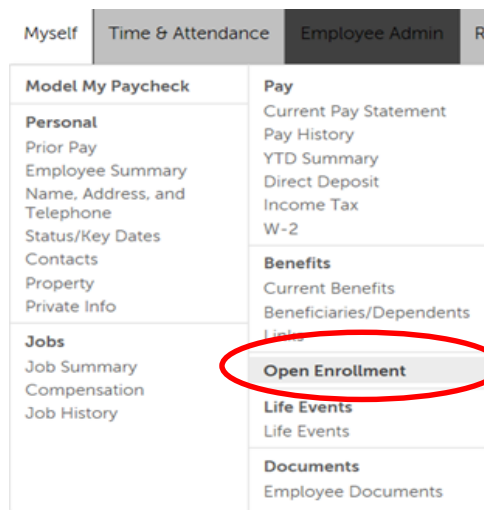 Myself Time & Attendance Employee Admin R
Model My Paycheck
Personal
Prior Pay
Employee Summary
Name, Address, and
Telephone
Status/Key Dates
Contacts
Property
Private Info
Jobs
Job Summary
Compensation
Job History
Pay
Current Pay Statement
Pay History
YTD Summary
Direct Deposit
Income Tax
W-2
Benefits
Current Benefits
Beneficiaries/Dependents
Links
Open Enrollment
Life Events
Life Events
Documents
Employee Documents